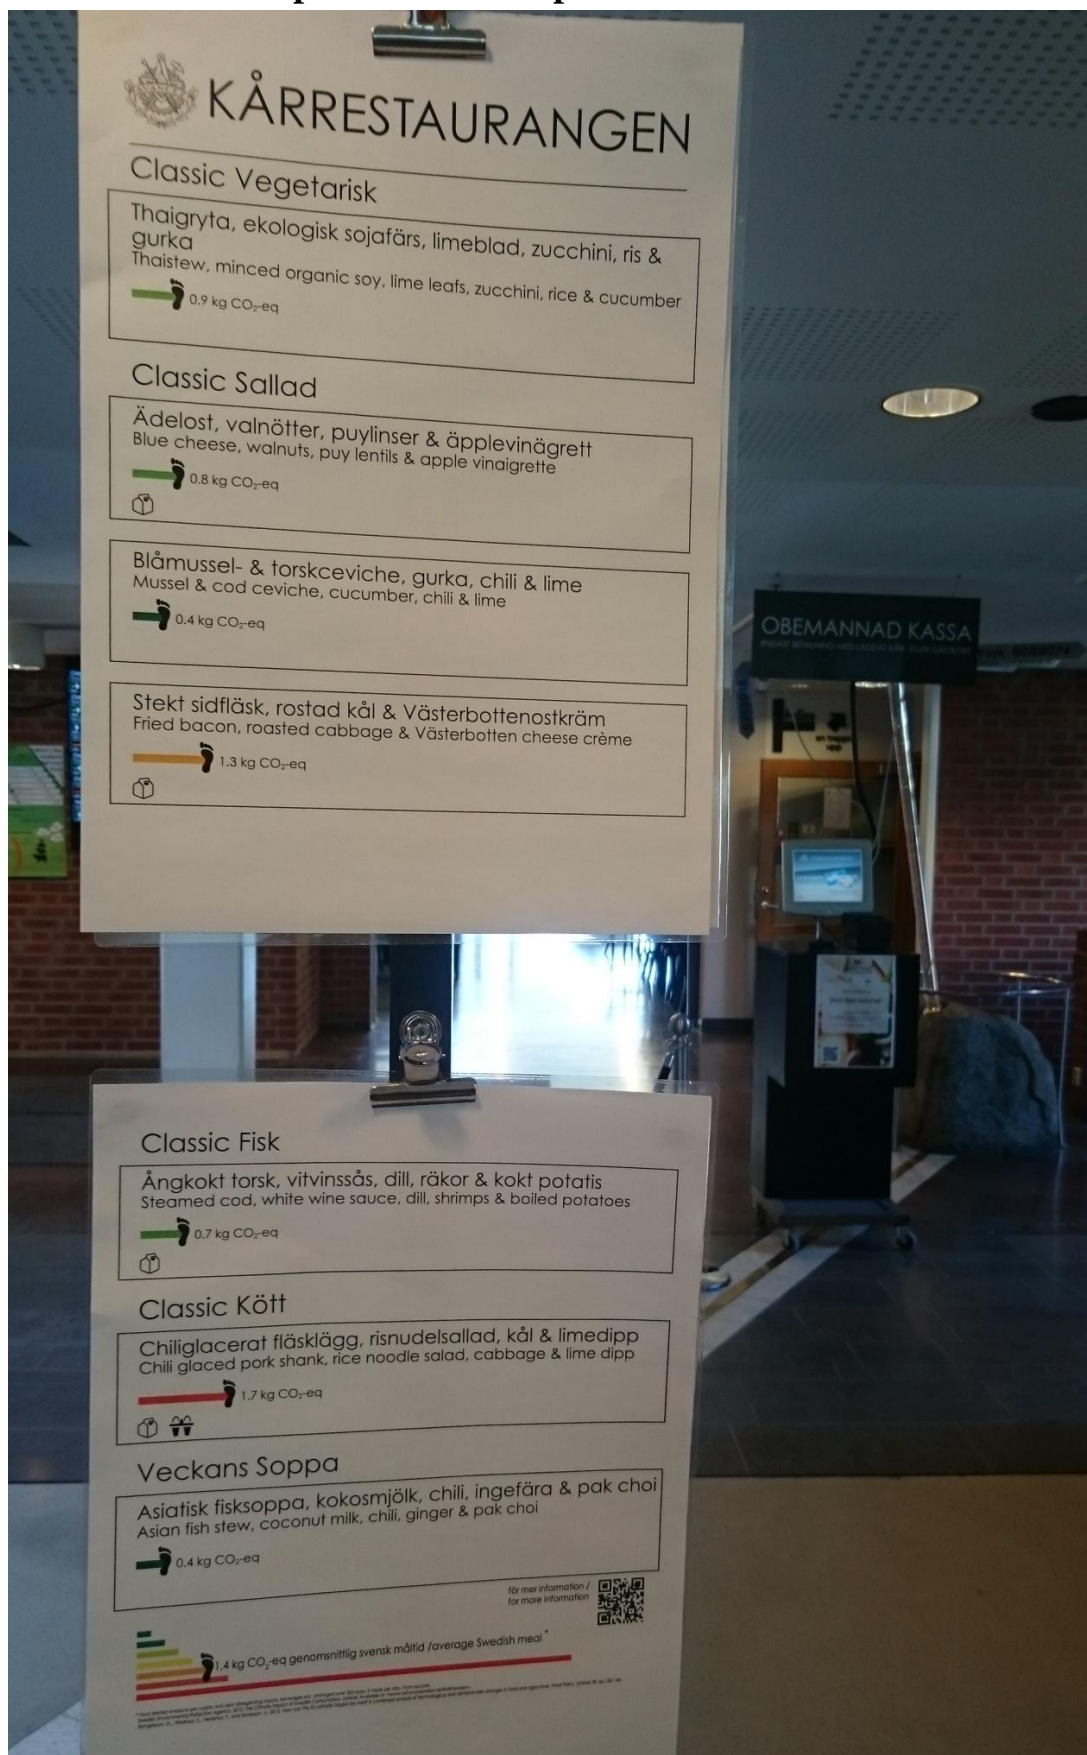 KÅRRESTAURANGEN
Classic Vegetarisk
Thaigryta, ekologisk sojafärs, limeblad, zucchini, ris &
gurka
Thaistew, minced organic soy, lime leafs, zucchini, rice & cucumber
0.9 kg CO₂-eq
Classic Sallad
Ädelost, valnötter, puylinser & äpplevinägrett
Blue cheese, walnuts, puy lentils & apple vinaigrette
0.8 kg CO₂-eq
Blåmussel- & torskceviche, gurka, chili & lime
Mussel & cod ceviche, cucumber, chili & lime
0.4 kg CO₂-eq
Stekt sidfläsk, rostad kål & Västerbottenostkräm
Fried bacon, roasted cabbage & Västerbotten cheese crème
1.3 kg CO₂-eq
OBEMANNAD KASSA
en trappa
upp
Classic Fisk
Ångkokt torsk, vitvinssås, dill, räkor & kokt potatis
Steamed cod, white wine sauce, dill, shrimps & boiled potatoes
0.7 kg CO₂-eq
Classic Kött
Chiliglacerat fläsklägg, risnudelsallad, kål & limedipp
Chili glaced pork shank, rice noodle salad, cabbage & lime dipp
1.7 kg CO₂-eq
Veckans Soppa
Asiatisk fisksoppa, kokosmjölk, chili, ingefära & pak choi
Asian fish stew, coconut milk, chili, ginger & pak choi
0.4 kg CO₂-eq
för mer information /
for more information
1.4 kg CO₂-eq genomsnittlig svensk måltid /average Swedish meal *